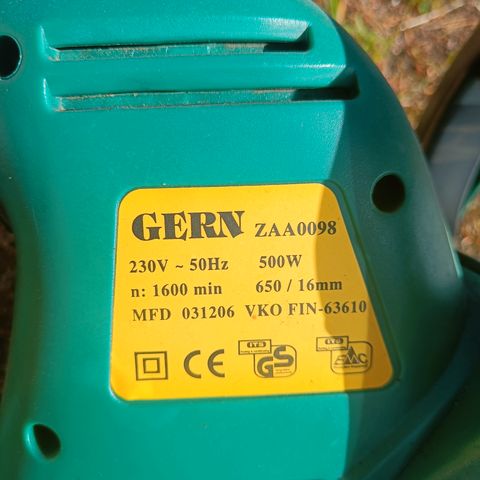 GERN ZAA0098
230V ~ 50Hz 500W
n: 1600 min 650 / 16mm
MFD 031206 VKO FIN-63610
CE GS EMC